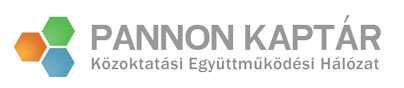 PANNON KAPTÁR
Közoktatási Együttműködési Hálózat